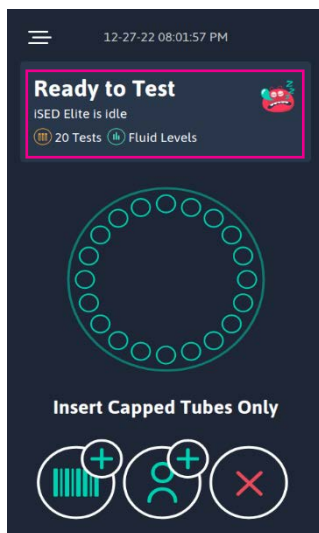 12-27-22 08:01:57 PM
Ready to Test
iSED Elite is idle
20 Tests Fluid Levels
Insert Capped Tubes Only